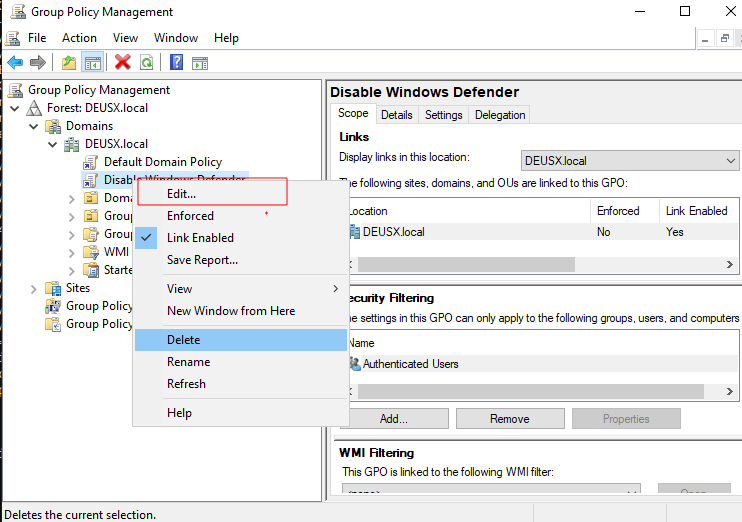 Group Policy Management
File Action View Window Help
Group Policy Management
Forest: DEUSX.local
Domains
DEUSX.local
Default Domain Policy
Disable Windows Defender
Doma
Group
Group
WMI
Starte
Sites
Group Policy
Group Policy
Edit...
Enforced
Link Enabled
Save Report...
View
New Window from Here
Delete
Rename
Refresh
Help
Disable Windows Defender
Scope Details Settings Delegation
Links
Display links in this location: DEUSX.local
The following sites, domains, and OUs are linked to this GPO:
Location Enforced Link Enabled
DEUSX.local No Yes
ecurity Filtering
e settings in this GPO can only apply to the following groups, users, and computers
Name
Authenticated Users
Add... Remove Properties
WMI Filtering
This GPO is linked to the following WMI filter:
<none> Open
Deletes the current selection.